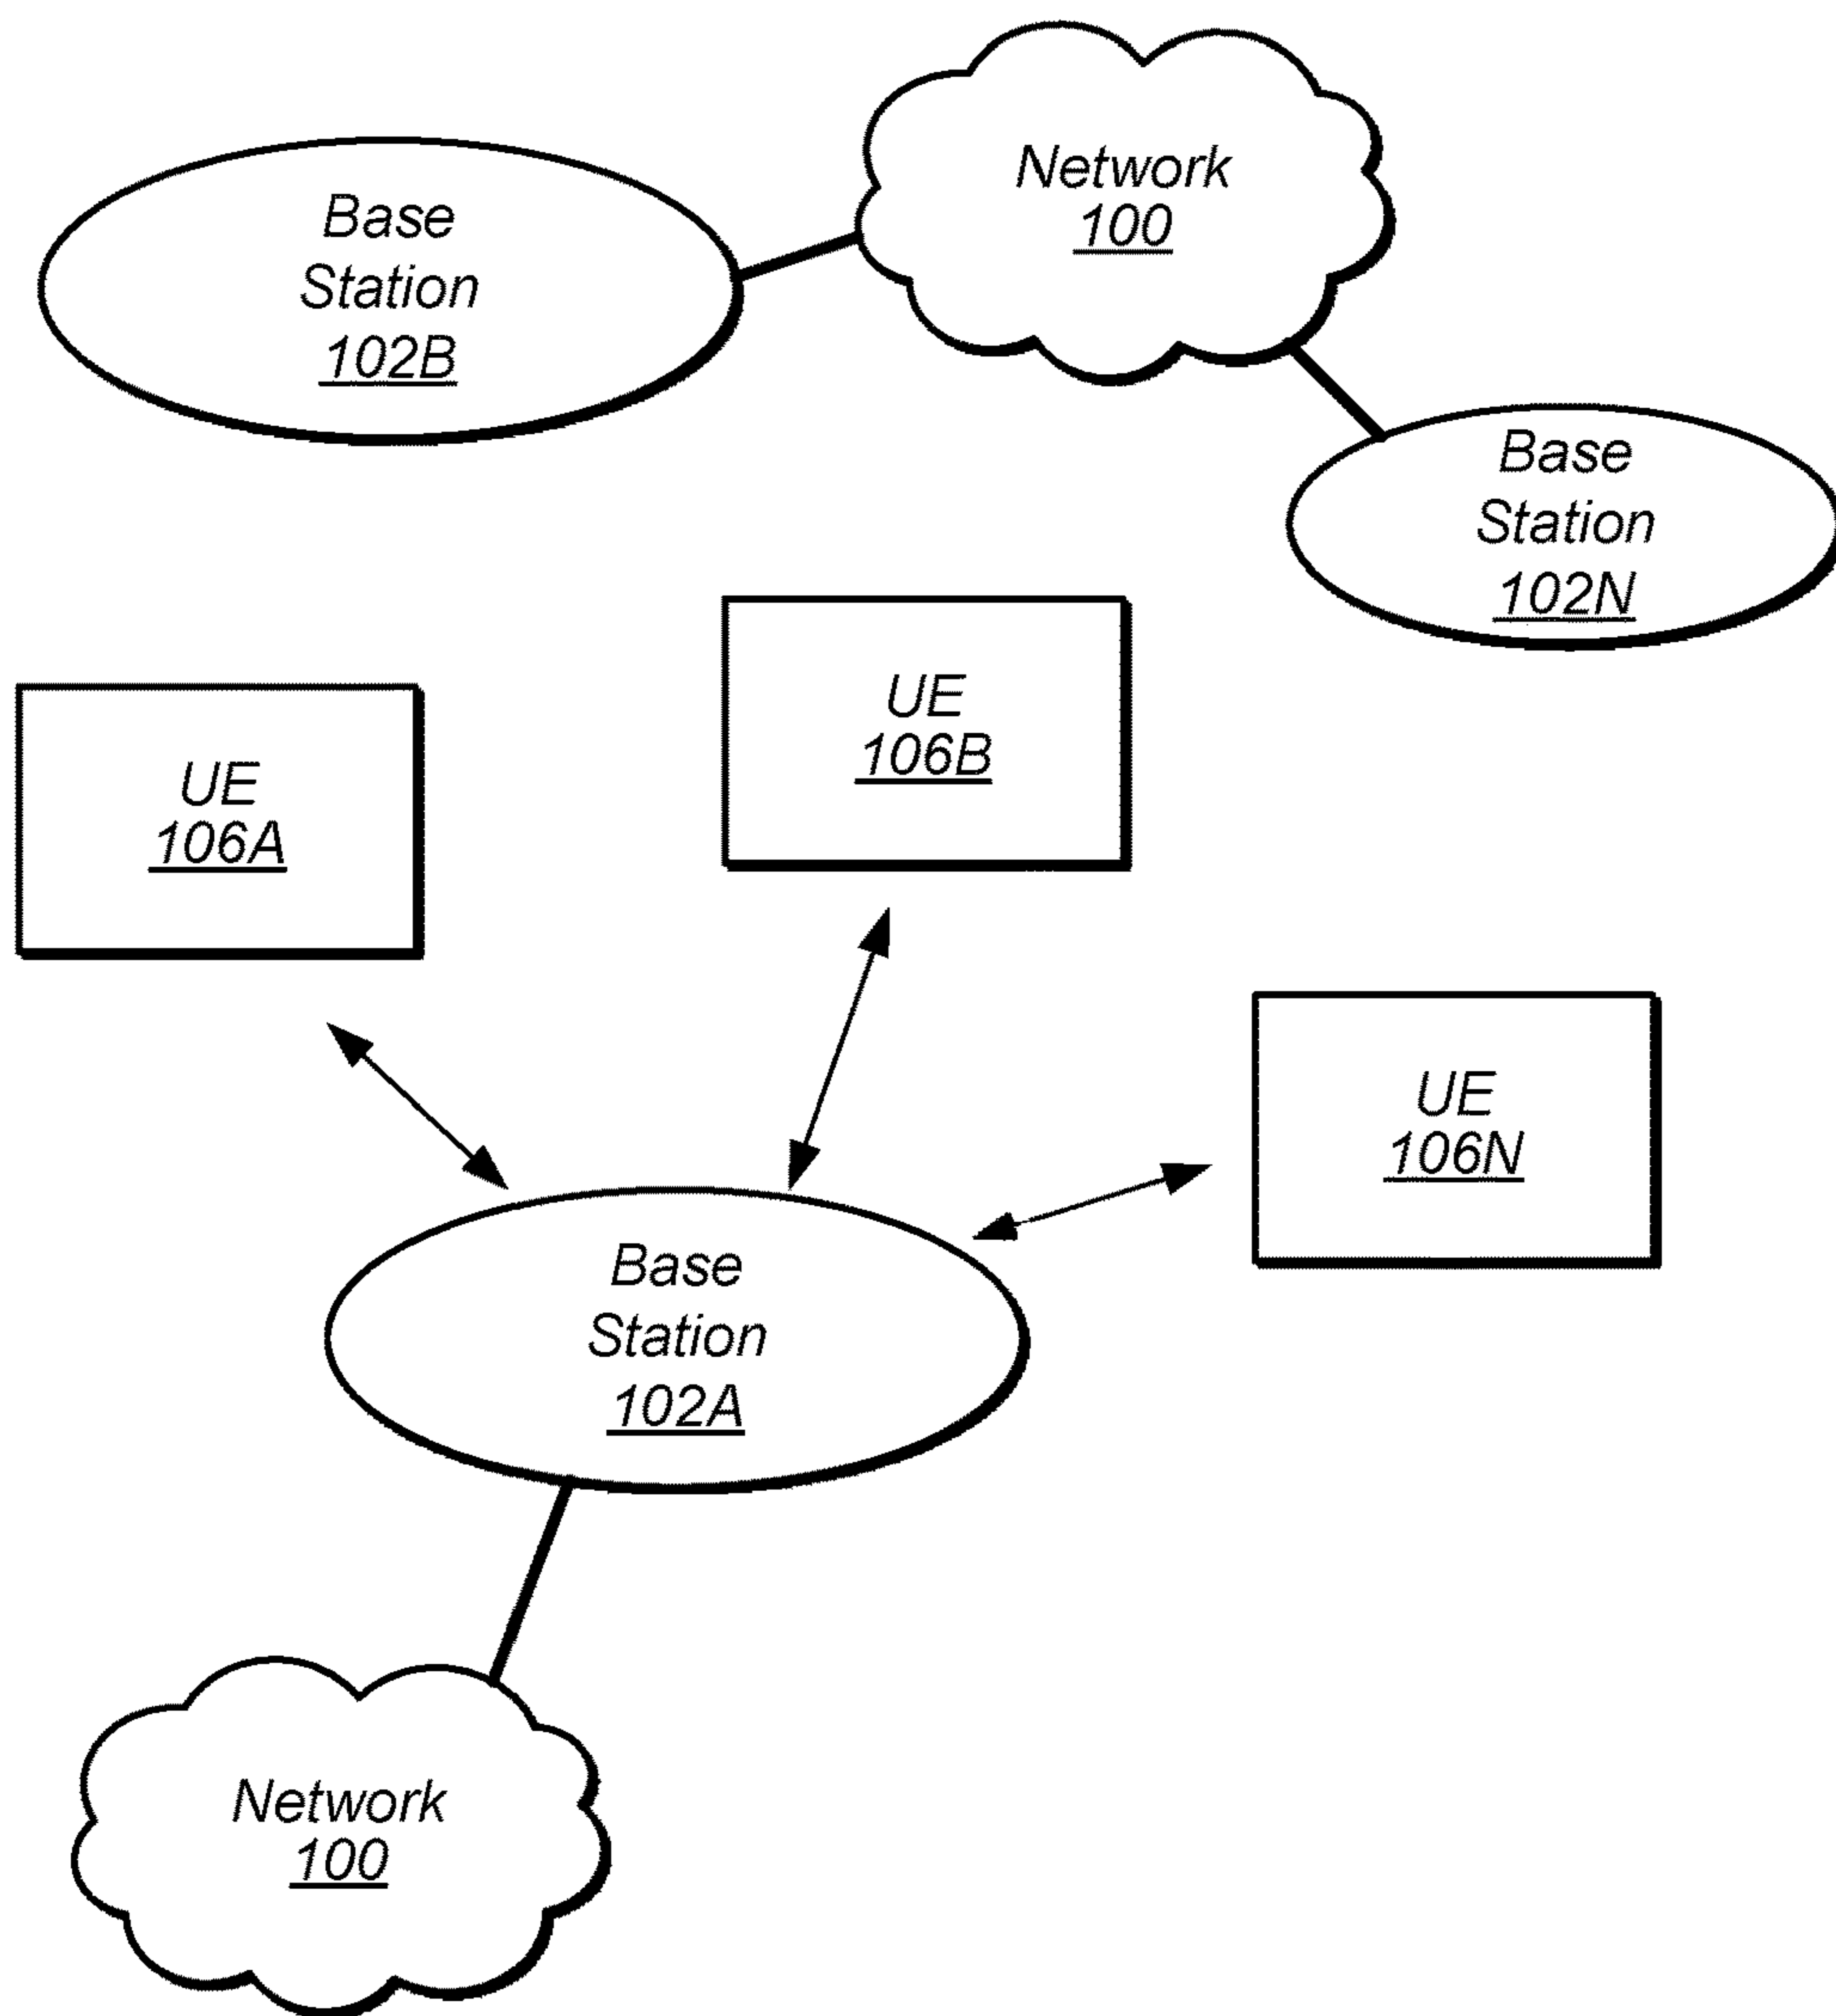 Network
100
Base
Station
102B
Base
Station
102N
UE
106B
UE
106A
UE
106N
Base
Station
102A
Network
100